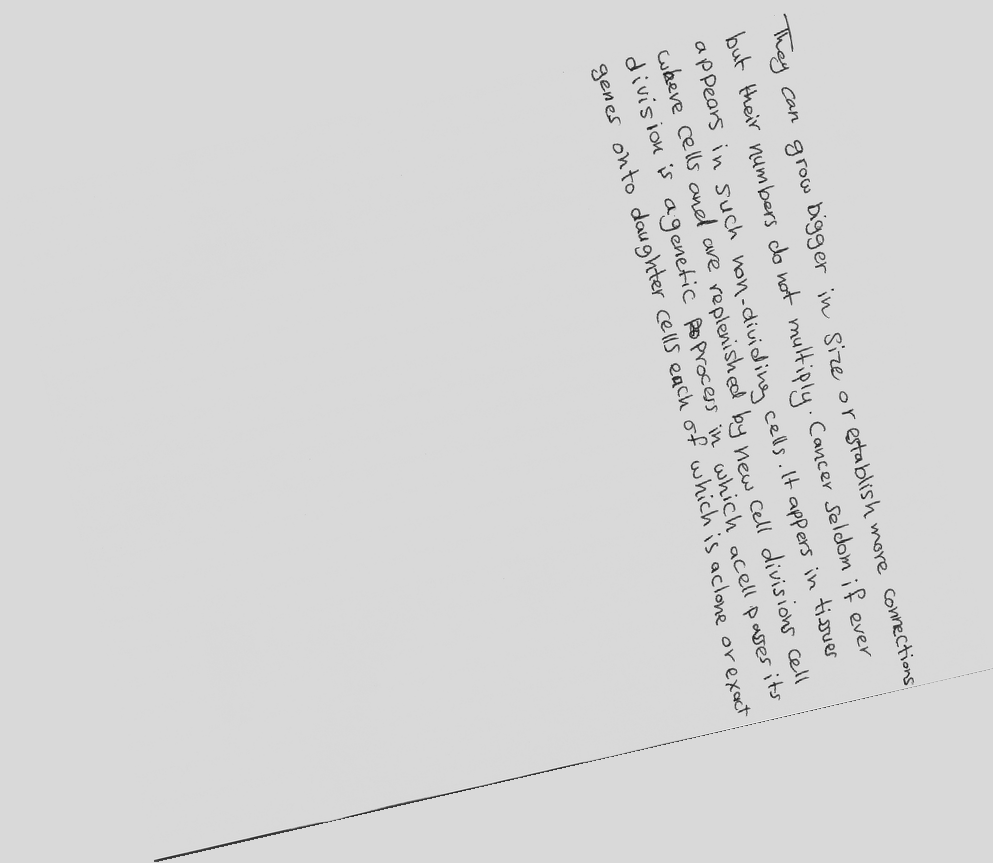 They can grow bigger in size or establish more connections
but their numbers do not multiply. Cancer seldom if ever
appears in such non-dividing cells. It appers in tissues
where cells and are replenished by new cell divisions cell
division is a genetic process in which a cell passes its
genes onto daughter cells each of which is a clone or exact